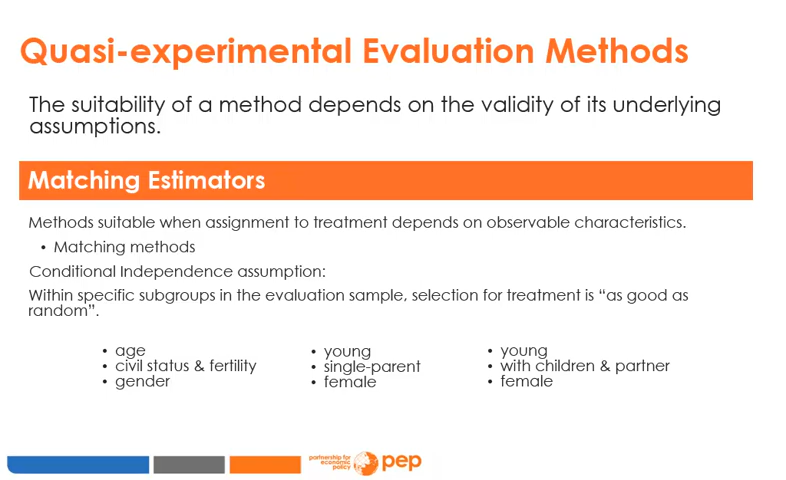 Quasi-experimental Evaluation Methods
The suitability of a method depends on the validity of its underlying
assumptions.
Matching Estimators
Methods suitable when assignment to treatment depends on observable characteristics.
• Matching methods
Conditional Independence assumption:
Within specific subgroups in the evaluation sample, selection for treatment is “as good as
random”.
• age
• civil status & fertility
• gender
• young
• single-parent
• female
• young
• with children & partner
• female
partnership for
economic
policy
pep